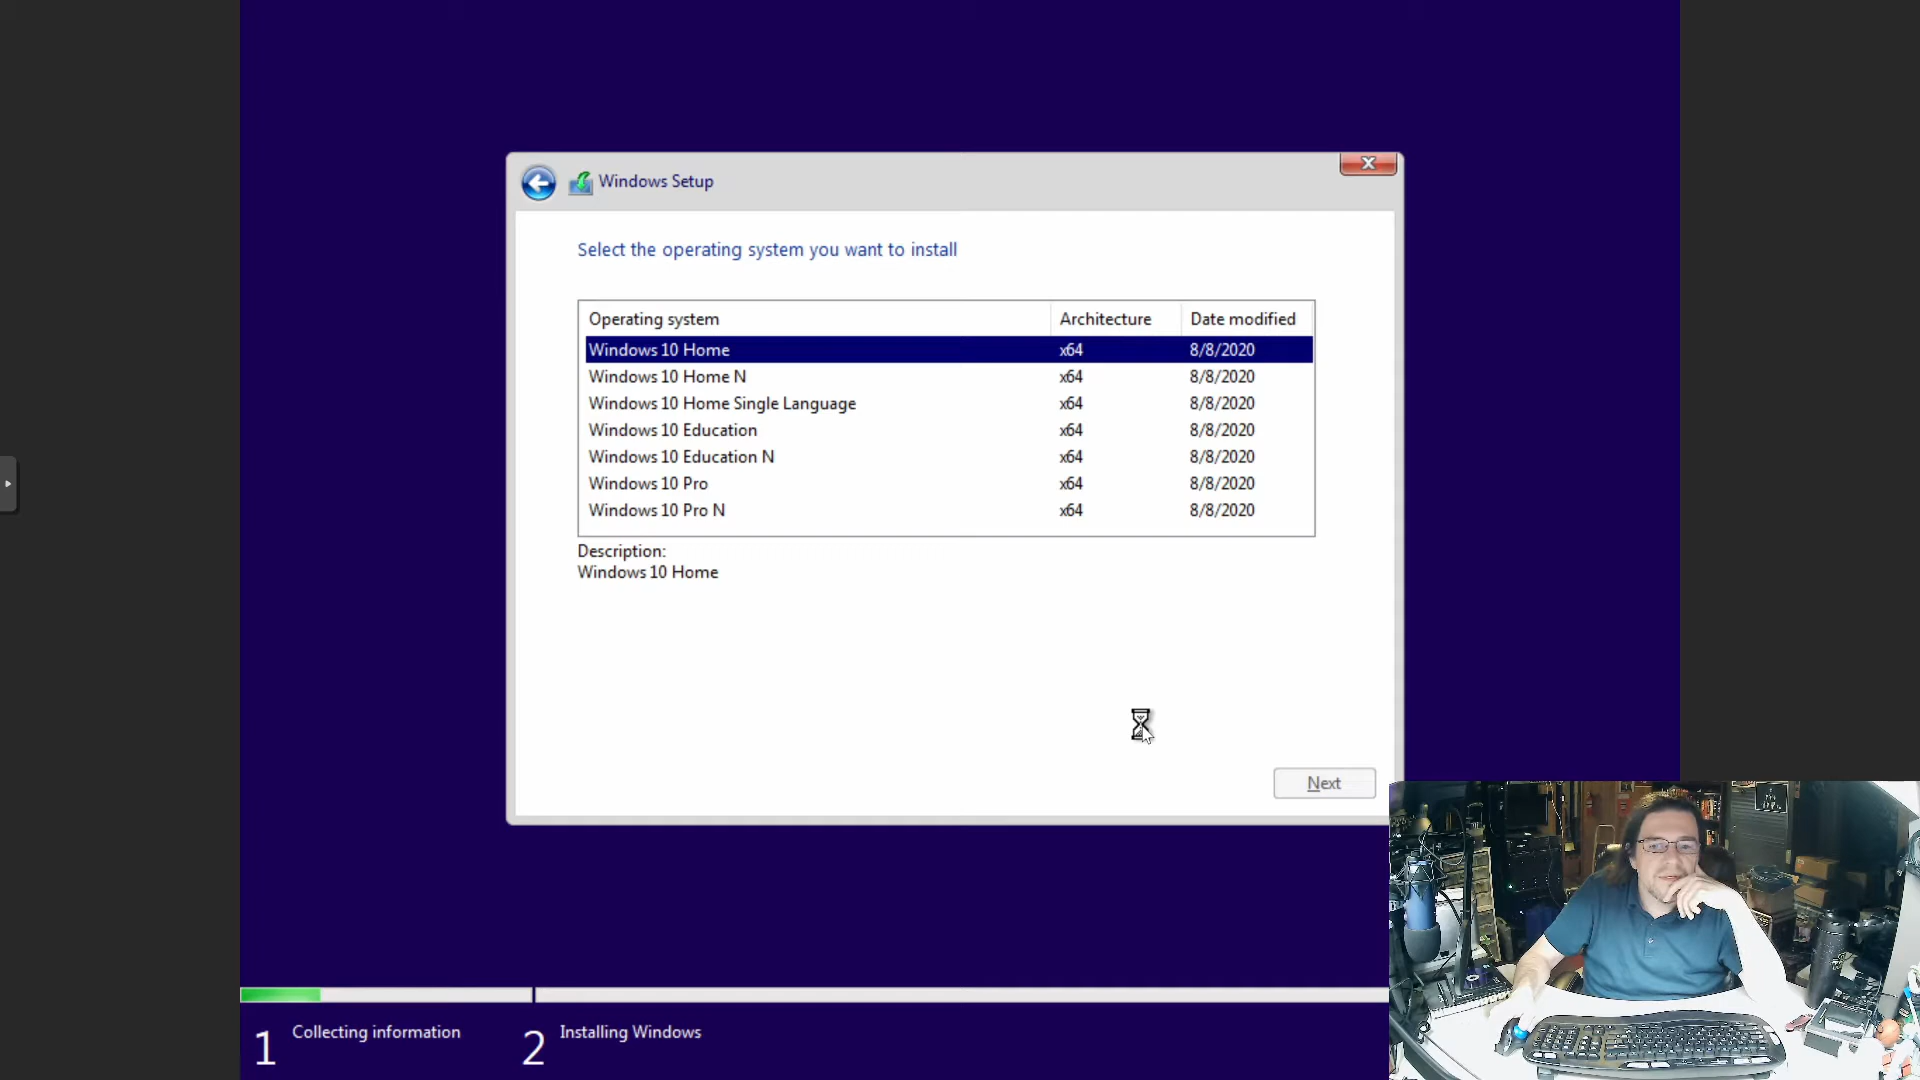 Windows Setup
Select the operating system you want to install
Operating system Architecture Date modified
Windows 10 Home x64 8/8/2020
Windows 10 Home N x64 8/8/2020
Windows 10 Home Single Language x64 8/8/2020
Windows 10 Education x64 8/8/2020
Windows 10 Education N x64 8/8/2020
Windows 10 Pro x64 8/8/2020
Windows 10 Pro N x64 8/8/2020
Description:
Windows 10 Home
Next
1 Collecting information 2 Installing Windows